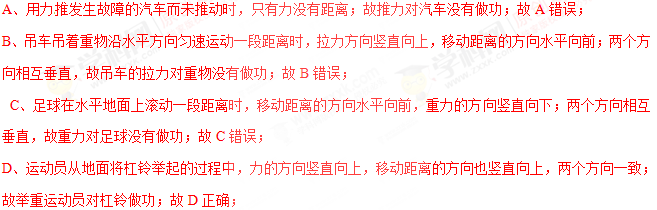 A、用力推发生故障的汽车而未推动时，只有力没有距离；故推力对汽车没有做功；故 A 错误；
B、吊车吊着重物沿水平方向匀速运动一段距离时，拉力方向竖直向上，移动距离的方向水平向前；两个方
向相互垂直，故吊车的拉力对重物没有做功；故 B 错误；
C、足球在水平地面上滚动一段距离时，移动距离的方向水平向前，重力的方向竖直向下；两个方向相互
垂直，故重力对足球没有做功；故 C 错误；
D、运动员从地面将杠铃举起的过程中，力的方向竖直向上，移动距离的方向也竖直向上，两个方向一致；
故举重运动员对杠铃做功；故 D 正确；